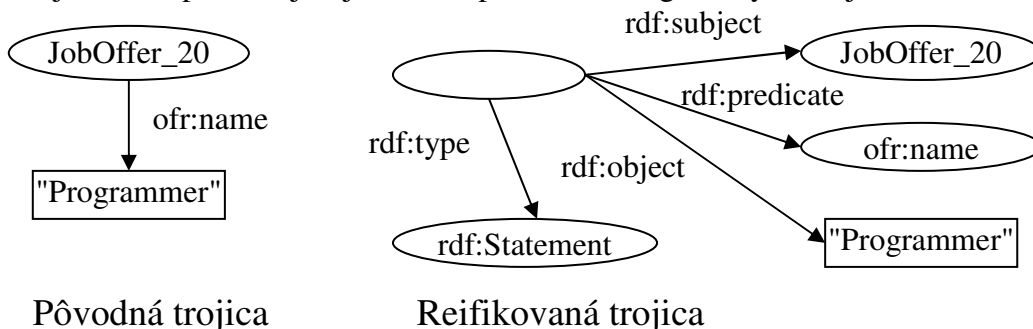 rdf:subject
JobOffer_20
JobOffer_20
rdf:predicate
ofr:name
rdf:type
ofr:name
rdf:object
"Programmer"
"Programmer"
rdf:Statement
Pôvodná trojica
Reifikovaná trojica